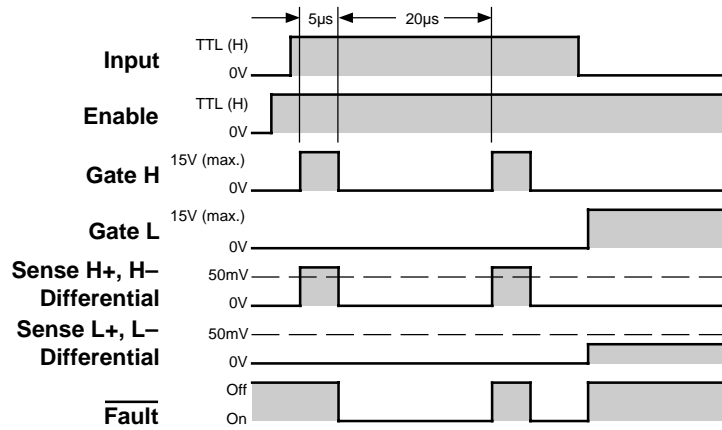 5µs
20µs
Input
TTL (H)
0V
Enable
TTL (H)
0V
Gate H
15V (max.)
0V
Gate L
15V (max.)
0V
Sense H+, H–
Differential
50mV
0V
Sense L+, L–
Differential
50mV
0V
Fault
Off
On